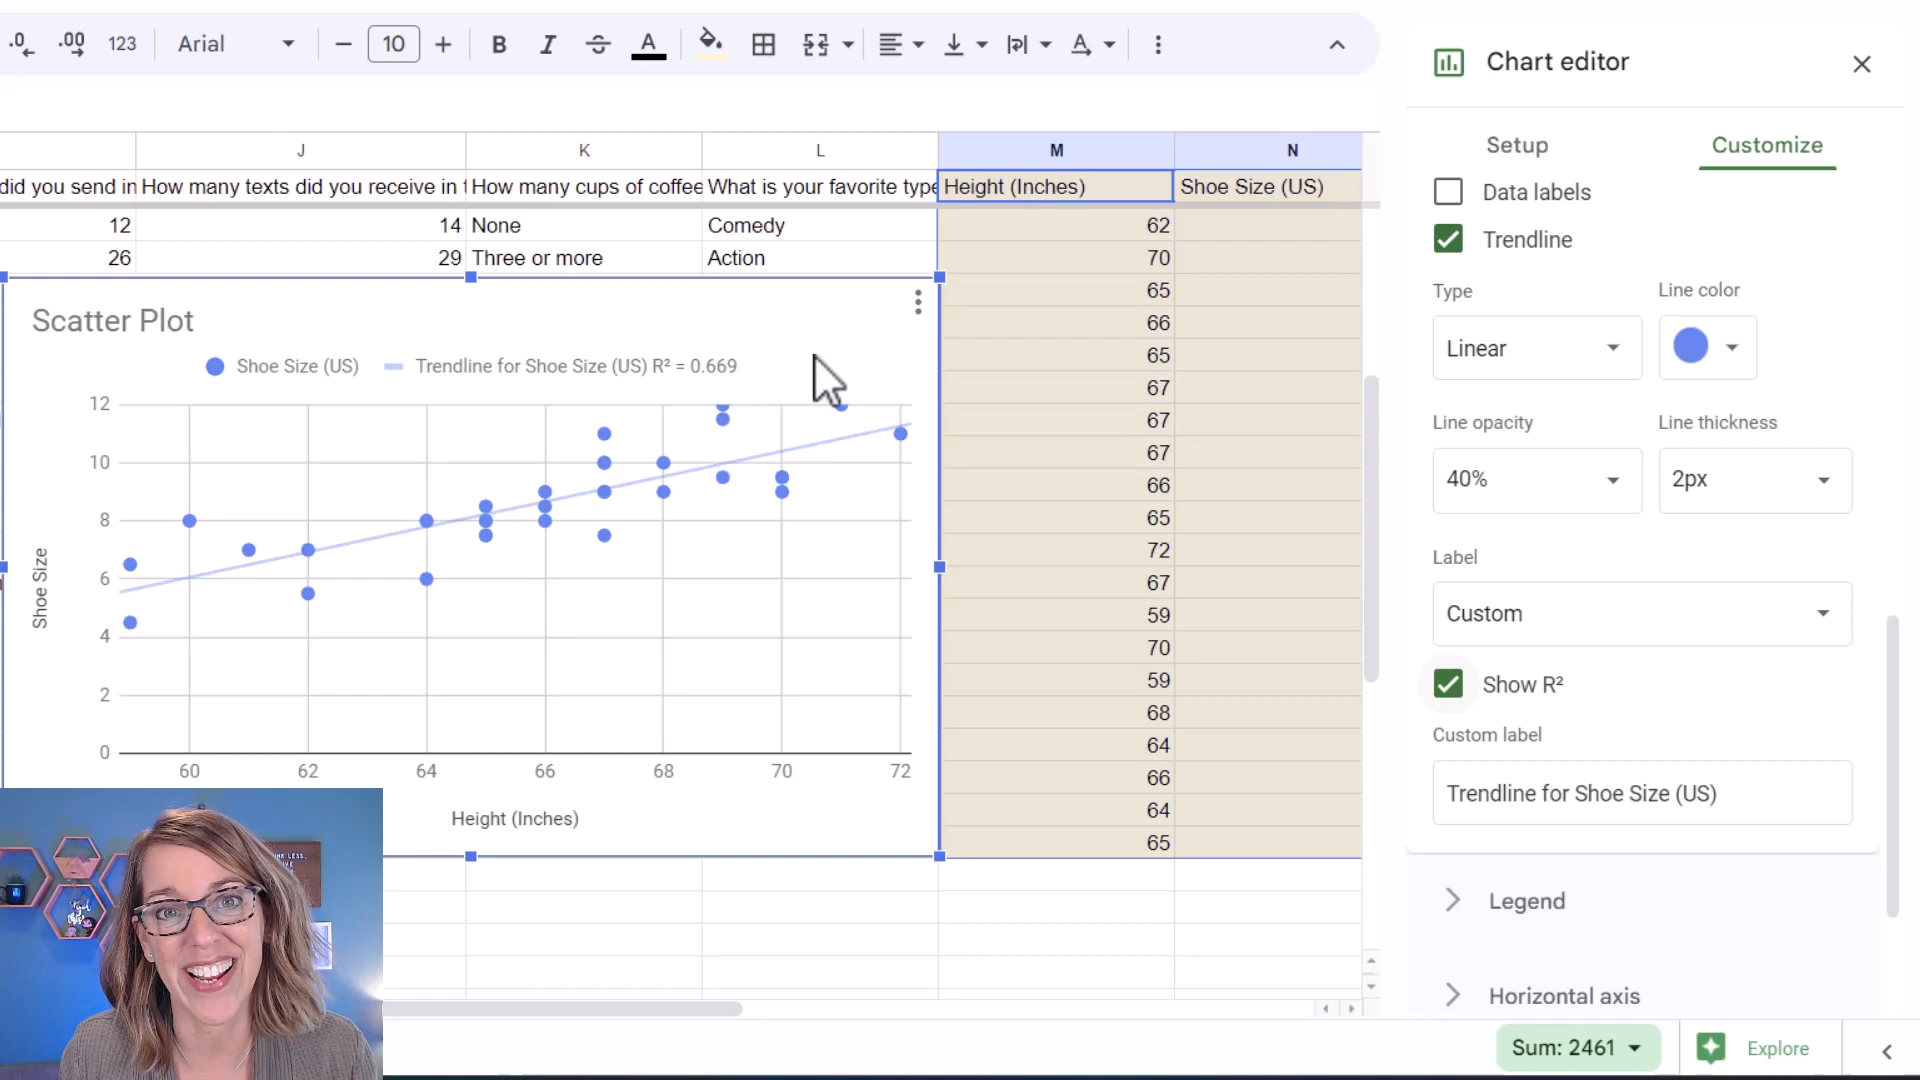 .0 .00 123 Arial 10 B I S A A
Chart editor
Setup Customize
J K L M N
did you send in How many texts did you receive in t How many cups of coffee What is your favorite type Height (Inches) Shoe Size (US)
12 14 None Comedy 62
26 29 Three or more Action 70
65
66
65
67
67
67
66
65
72
67
59
70
59
68
64
66
64
65
Scatter Plot
Shoe Size (US) Trendline for Shoe Size (US) R² = 0.669
12
10
8
6
4
2
0
Shoe Size
60 62 64 66 68 70 72
Height (Inches)
Data labels
Trendline
Type Line color
Linear
Line opacity Line thickness
40% 2px
Label
Custom
Show R²
Custom label
Trendline for Shoe Size (US)
Legend
Horizontal axis
Sum: 2461 Explore